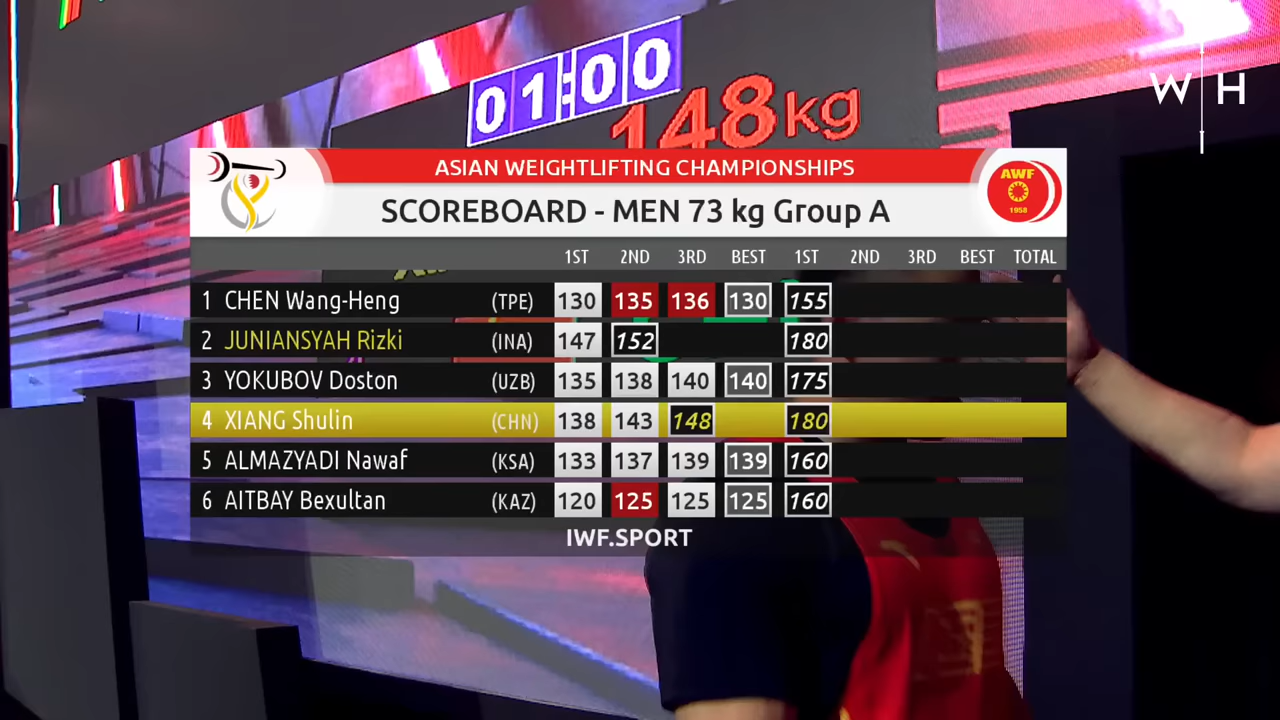 01:00
148kg
W H
ASIAN WEIGHTLIFTING CHAMPIONSHIPS
AWF
1958
SCOREBOARD - MEN 73 kg Group A
1ST 2ND 3RD BEST 1ST 2ND 3RD BEST TOTAL
1 CHEN Wang-Heng (TPE) 130 135 136 130 155
2 JUNIANSYAH Rizki (INA) 147 152 180
3 YOKUBOV Doston (UZB) 135 138 140 140 175
4 XIANG Shulin (CHN) 138 143 148 180
5 ALMAZYADI Nawaf (KSA) 133 137 139 139 160
6 AITBAY Bexultan (KAZ) 120 125 125 125 160
IWF.SPORT